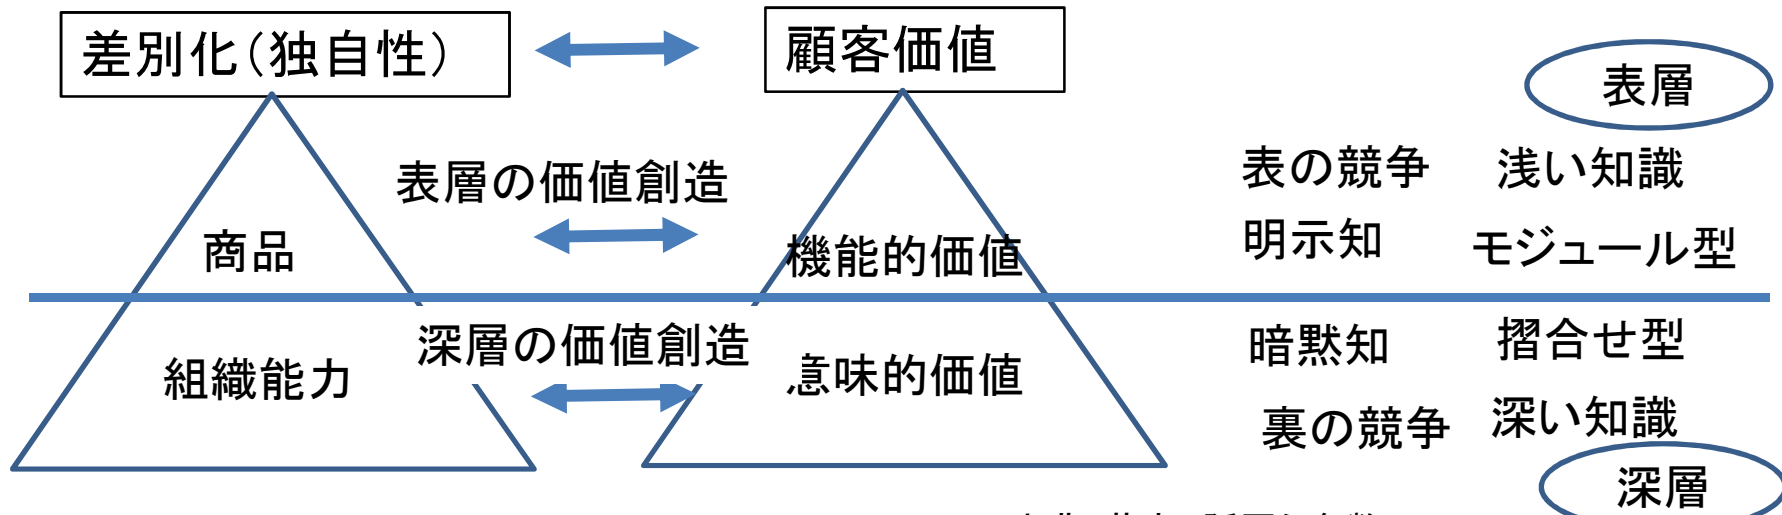 差別化(独自性)
顧客価値
表層
表層の価値創造
表の競争
浅い知識
商品
機能的価値
明示知
モジュール型
深層の価値創造
組織能力
意味的価値
暗黙知
摺合せ型
裏の競争
深い知識
深層